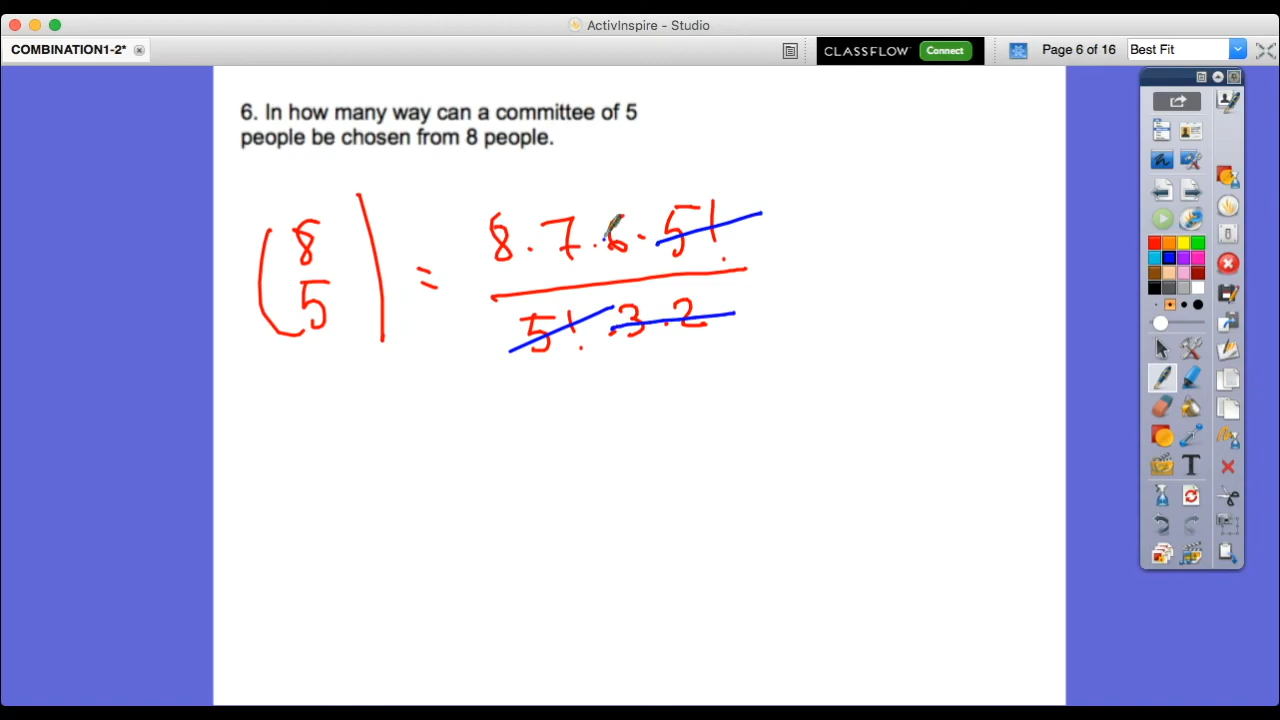 ActivInspire - Studio
COMBINATION1-2*
CLASSFLOW Connect
Page 6 of 16
Best Fit
6. In how many way can a committee of 5
people be chosen from 8 people.
8
5
=
8 . 7 . 6 . 5!
5! . 3 . 2
T